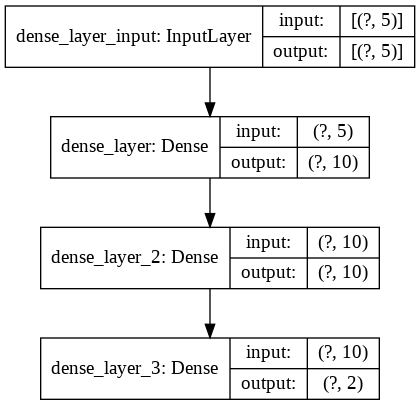 dense_layer_input: InputLayer
input: [(?, 5)]
output: [(?, 5)]
dense_layer: Dense
input: (?, 5)
output: (?, 10)
dense_layer_2: Dense
input: (?, 10)
output: (?, 10)
dense_layer_3: Dense
input: (?, 10)
output: (?, 2)